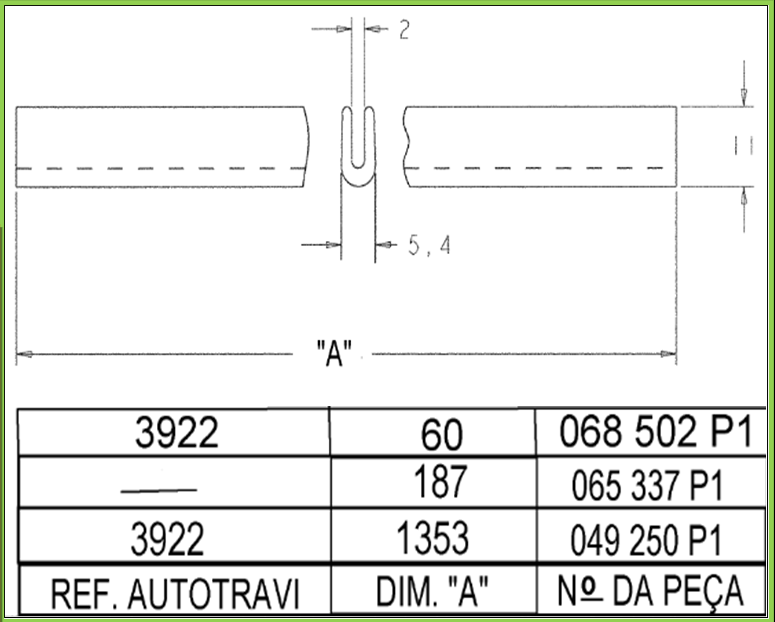 2
11
5,4
"A"
3922 60 068 502 P1
— 187 065 337 P1
3922 1353 049 250 P1
REF. AUTOTRAVI DIM. "A" Nº DA PEÇA